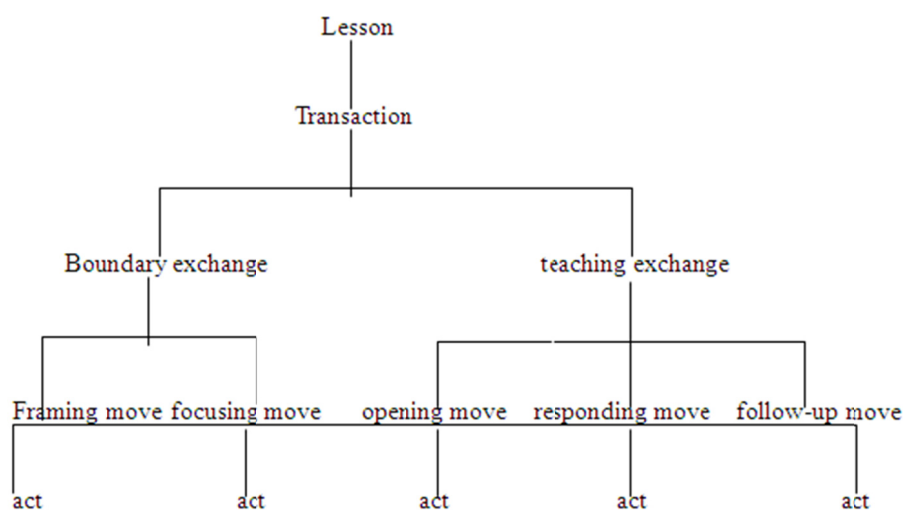 Lesson
Transaction
Boundary exchange teaching exchange
Framing move focusing move opening move responding move follow-up move
act act act act act